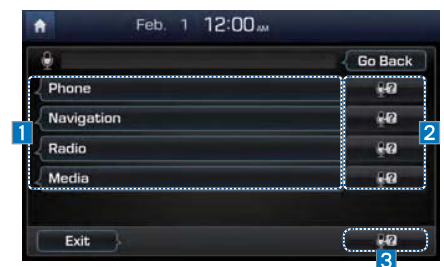 Feb. 1 12:00 AM
Go Back
Phone ?
1 Navigation ? 2
Radio ?
Media ?
Exit ?
3